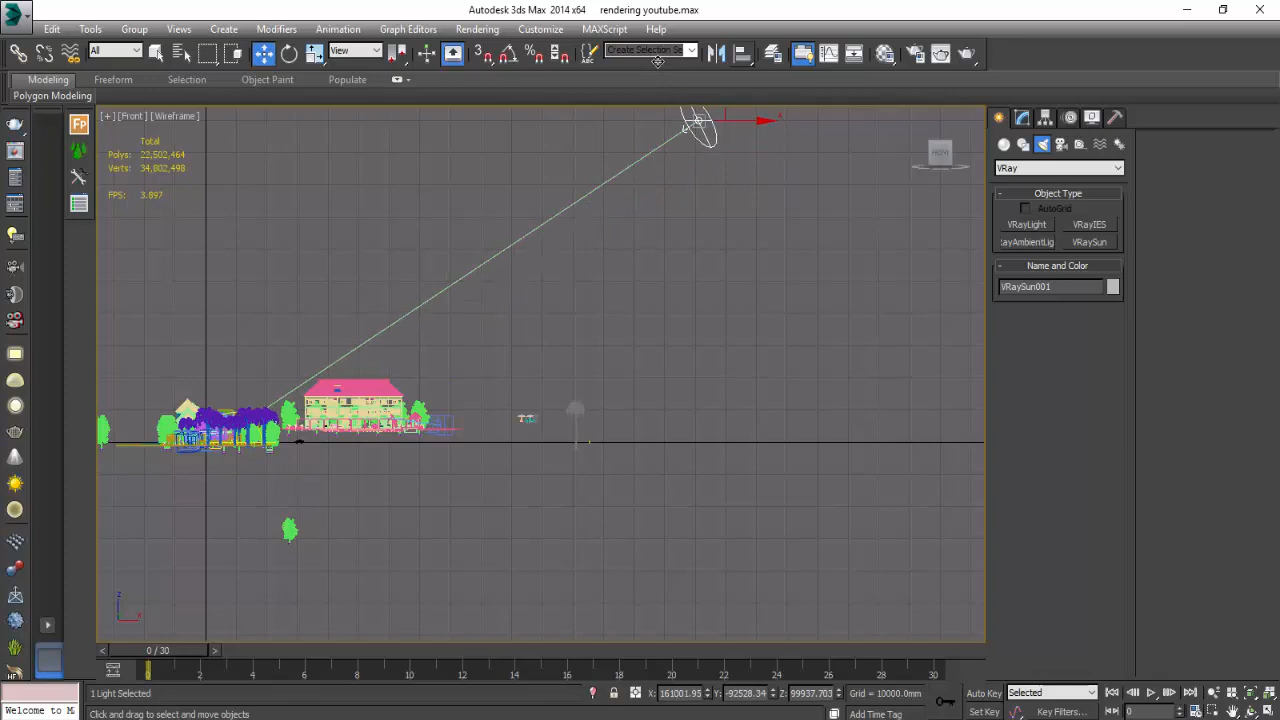 Autodesk 3ds Max 2014 x64 rendering youtube.max
Edit Tools Group Views Create Modifiers Animation Graph Editors Rendering Customize MAXScript Help
All View Create Selection Se
Modeling Freeform Selection Object Paint Populate
Polygon Modeling
[ + ] [ Front ] [ Wireframe ]
Total
Polys: 22,502,464
Verts: 34,802,498
FPS: 3.897
FRONT
VRay
- Object Type
AutoGrid
VRayLight VRayIES
ayAmbientLig VRaySun
- Name and Color
VRaySun001
z
x
< 0 / 30 >
0 2 4 6 8 10 12 14 16 18 20 22 24 26 28 30
1 Light Selected X: 161001.95 Y: -92528.34 Z: 99937.703 Grid = 10000.0mm Auto Key Selected
Welcome to M Click and drag to select and move objects Add Time Tag Set Key Key Filters... 0